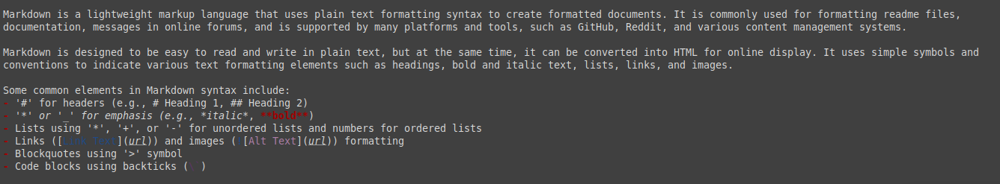 Markdown is a lightweight markup language that uses plain text formatting syntax to create formatted documents. It is commonly used for formatting readme files,
documentation, messages in online forums, and is supported by many platforms and tools, such as GitHub, Reddit, and various content management systems.
Markdown is designed to be easy to read and write in plain text, but at the same time, it can be converted into HTML for online display. It uses simple symbols and
conventions to indicate various text formatting elements such as headings, bold and italic text, lists, links, and images.
Some common elements in Markdown syntax include:
- '#' for headers (e.g., # Heading 1, ## Heading 2)
- '*' or '_' for emphasis (e.g., *italic*, **bold**)
- Lists using '*', '+', or '-' for unordered lists and numbers for ordered lists
- Links ([Link Text](url)) and images ( [Alt Text](url)) formatting
- Blockquotes using '>' symbol
- Code blocks using backticks ( )